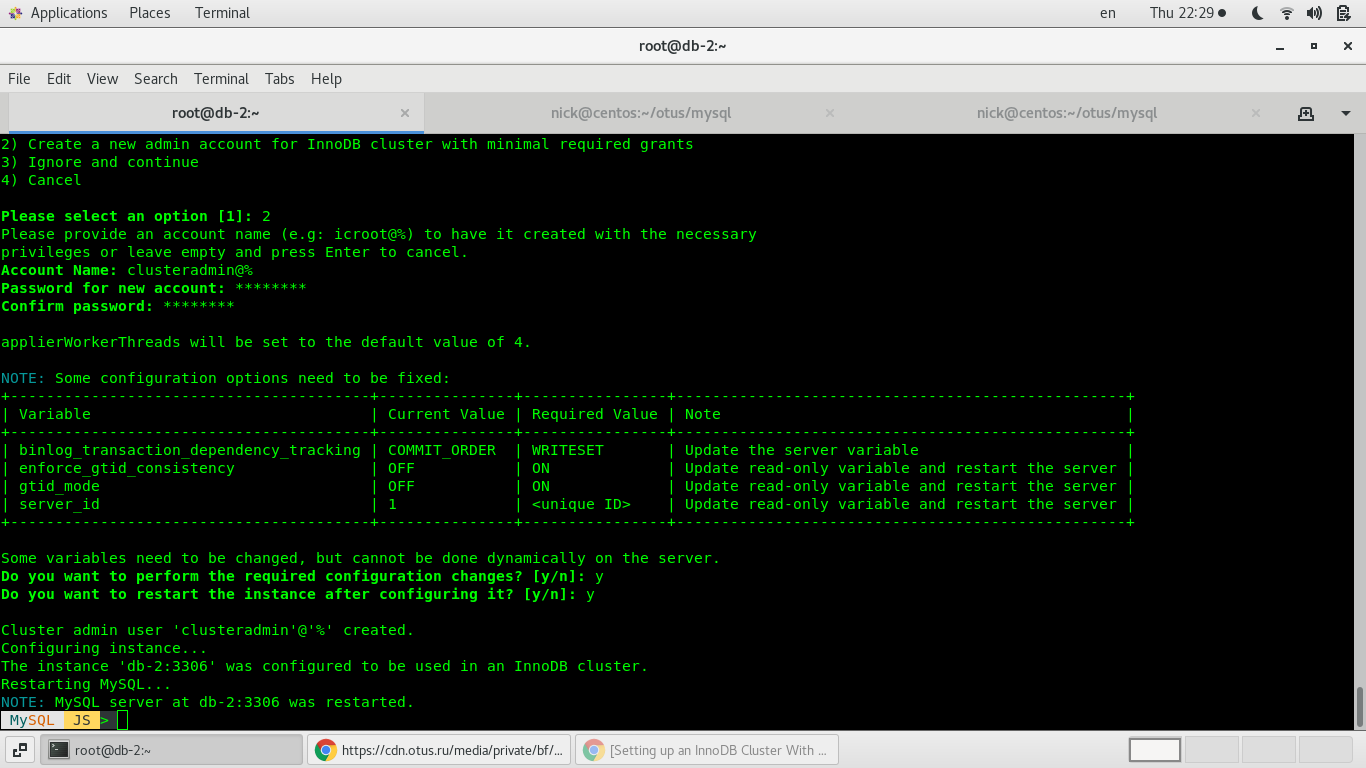 Applications Places Terminal en Thu 22:29
root@db-2:~
File Edit View Search Terminal Tabs Help
root@db-2:~ nick@centos:~/otus/mysql nick@centos:~/otus/mysql
2) Create a new admin account for InnoDB cluster with minimal required grants
3) Ignore and continue
4) Cancel
Please select an option [1]: 2
Please provide an account name (e.g: icroot@%) to have it created with the necessary
privileges or leave empty and press Enter to cancel.
Account Name: clusteradmin@%
Password for new account: ********
Confirm password: ********
applierWorkerThreads will be set to the default value of 4.
NOTE: Some configuration options need to be fixed:
+----------------------------------------+---------------+----------------+--------------------------------------------------+
| Variable                               | Current Value | Required Value | Note                                             |
+----------------------------------------+---------------+----------------+--------------------------------------------------+
| binlog_transaction_dependency_tracking | COMMIT_ORDER  | WRITESET       | Update the server variable                       |
| enforce_gtid_consistency               | OFF           | ON             | Update read-only variable and restart the server |
| gtid_mode                              | OFF           | ON             | Update read-only variable and restart the server |
| server_id                              | 1             | <unique ID>    | Update read-only variable and restart the server |
+----------------------------------------+---------------+----------------+--------------------------------------------------+
Some variables need to be changed, but cannot be done dynamically on the server.
Do you want to perform the required configuration changes? [y/n]: y
Do you want to restart the instance after configuring it? [y/n]: y
Cluster admin user 'clusteradmin'@'%' created.
Configuring instance...
The instance 'db-2:3306' was configured to be used in an InnoDB cluster.
Restarting MySQL...
NOTE: MySQL server at db-2:3306 was restarted.
MySQL JS >
root@db-2:~ https://cdn.otus.ru/media/private/bf/... [Setting up an InnoDB Cluster With ...